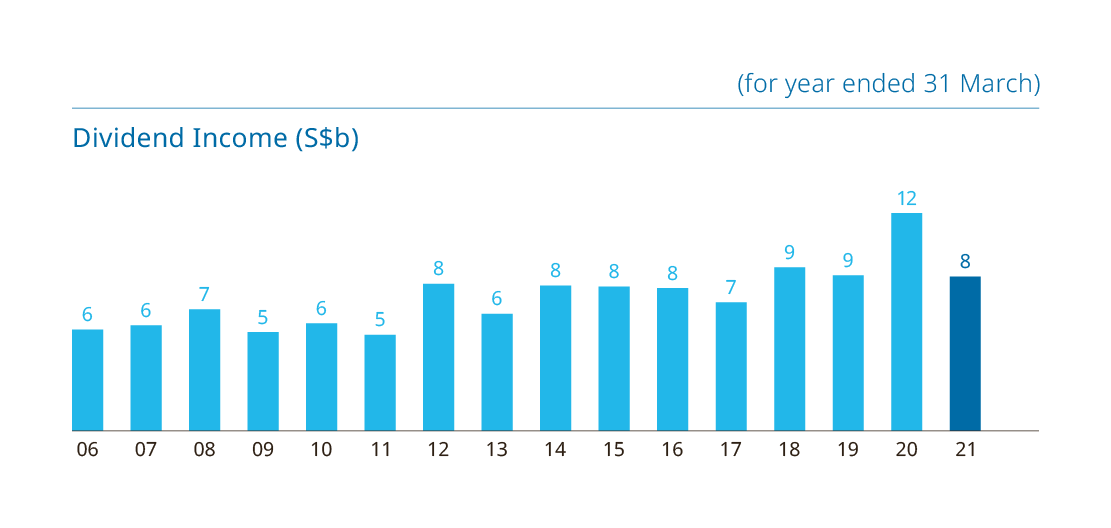 (for year ended 31 March)
Dividend Income (S$b)
6 6 7 5 6 5 8 6 8 8 8 7 9 9 12 8
06 07 08 09 10 11 12 13 14 15 16 17 18 19 20 21